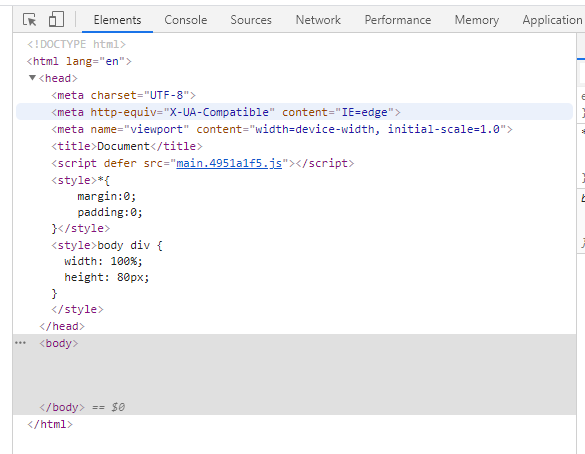 Elements Console Sources Network Performance Memory Application
<!DOCTYPE html>
<html lang="en">
<head>
<meta charset="UTF-8">
<meta http-equiv="X-UA-Compatible" content="IE=edge">
<meta name="viewport" content="width=device-width, initial-scale=1.0">
<title>Document</title>
<script defer src="main.4951a1f5.js"></script>
<style>*{
margin:0;
padding:0;
}</style>
<style>body div {
width: 100%;
height: 80px;
}
</style>
</head>
<body>
</body> == $0
</html>